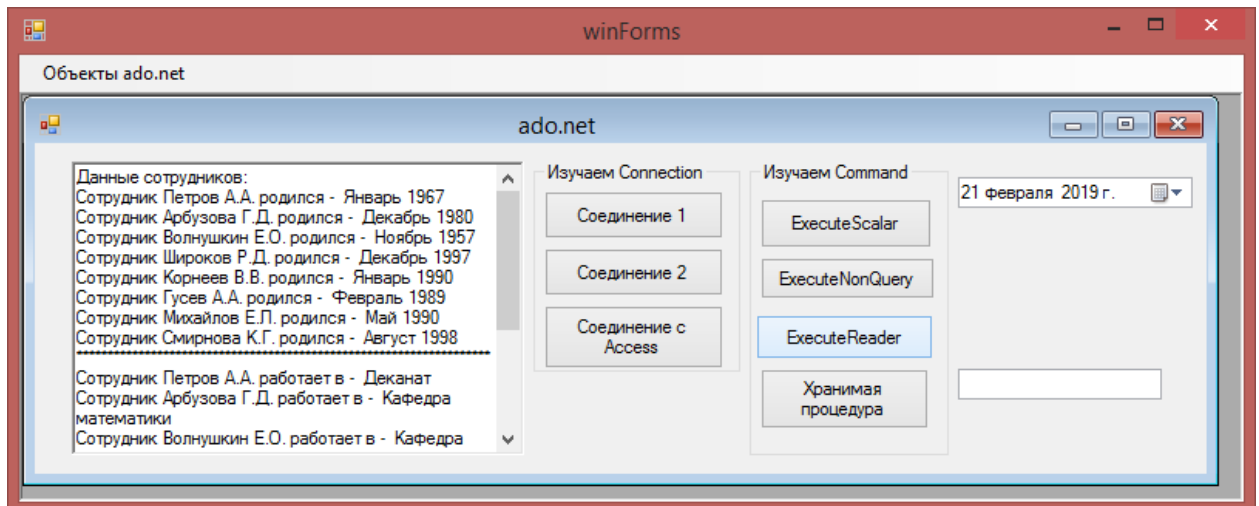 winForms
Объекты ado.net
ado.net
Данные сотрудников:
Сотрудник Петров А.А. родился - Январь 1967
Сотрудник Арбузова Г.Д. родился - Декабрь 1980
Сотрудник Волнушкин Е.О. родился - Ноябрь 1957
Сотрудник Широков Р.Д. родился - Декабрь 1997
Сотрудник Корнеев В.В. родился - Январь 1990
Сотрудник Гусев А.А. родился - Февраль 1989
Сотрудник Михайлов Е.П. родился - Май 1990
Сотрудник Смирнова К.Г. родился - Август 1998
Сотрудник Петров А.А. работает в - Деканат
Сотрудник Арбузова Г.Д. работает в - Кафедра
математики
Сотрудник Волнушкин Е.О. работает в - Кафедра
Изучаем Connection
Соединение 1
Соединение 2
Соединение с
Access
Изучаем Command
ExecuteScalar
ExecuteNonQuery
ExecuteReader
Хранимая
процедура
21 февраля 2019 г.